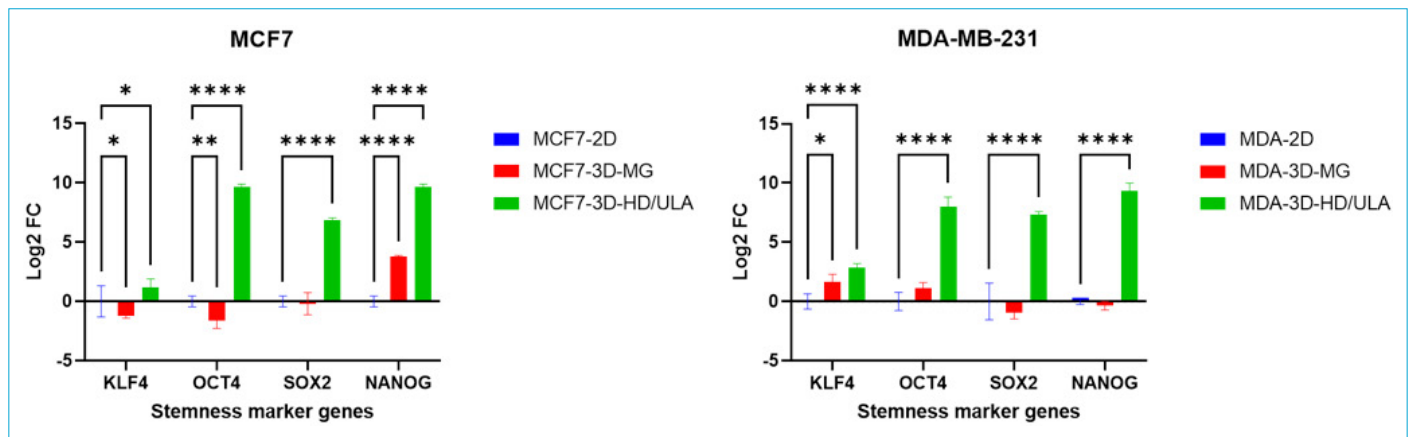 MCF7
* **** ****
* ** **** ****
Log2 FC
15
10
5
0
-5
KLF4 OCT4 SOX2 NANOG
Stemness marker genes
MCF7-2D
MCF7-3D-MG
MCF7-3D-HD/ULA
MDA-MB-231
****
* **** **** ****
Log2 FC
15
10
5
0
-5
KLF4 OCT4 SOX2 NANOG
Stemness marker genes
MDA-2D
MDA-3D-MG
MDA-3D-HD/ULA